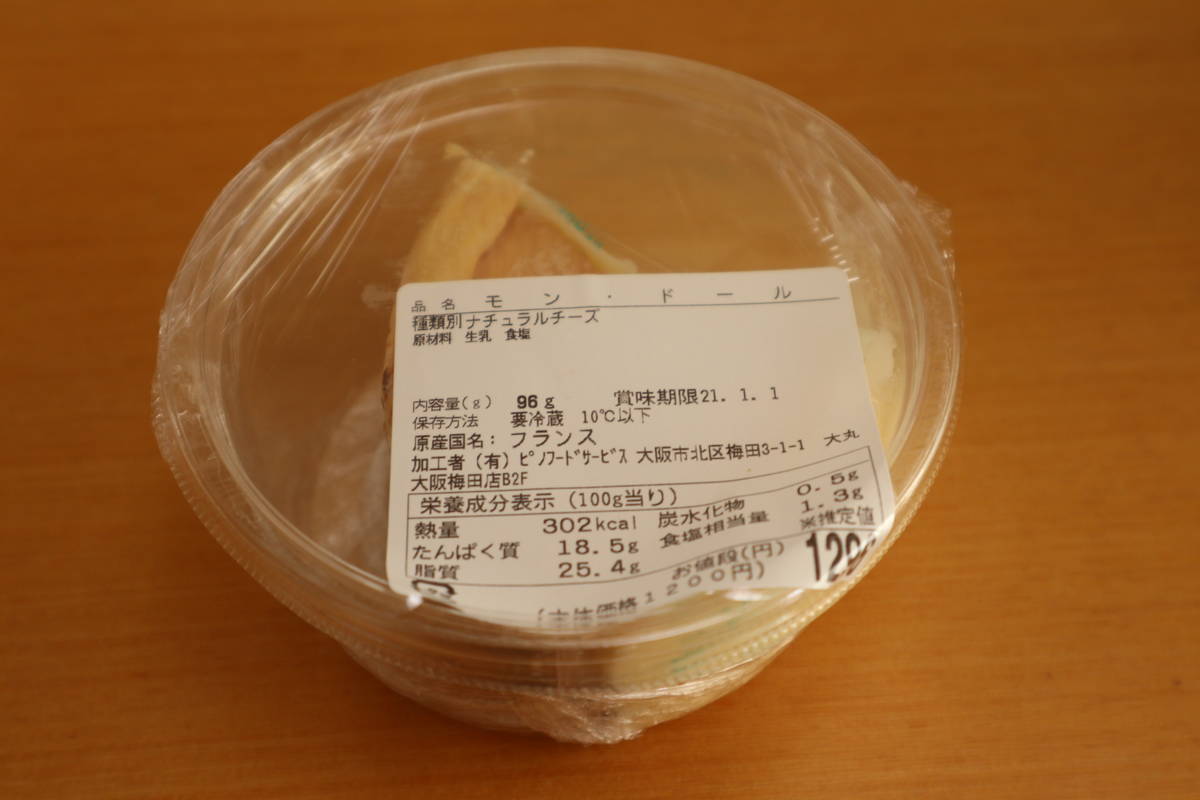 品名 モン・ドール
種類別ナチュラルチーズ
原材料 生乳 食塩
内容量(g) 96g 賞味期限21. 1. 1
保存方法 要冷蔵 10℃以下
原産国名: フランス
加工者 (有)ピノフードサービス 大阪市北区梅田3-1-1 大丸
大阪梅田店B2F
栄養成分表示 (100g当り)
熱量 302kcal 炭水化物 0.5g
たんぱく質 18.5g 食塩相当量 1.3g
脂質 25.4g ※推定値
お値段(円)
(本体価格1200円)